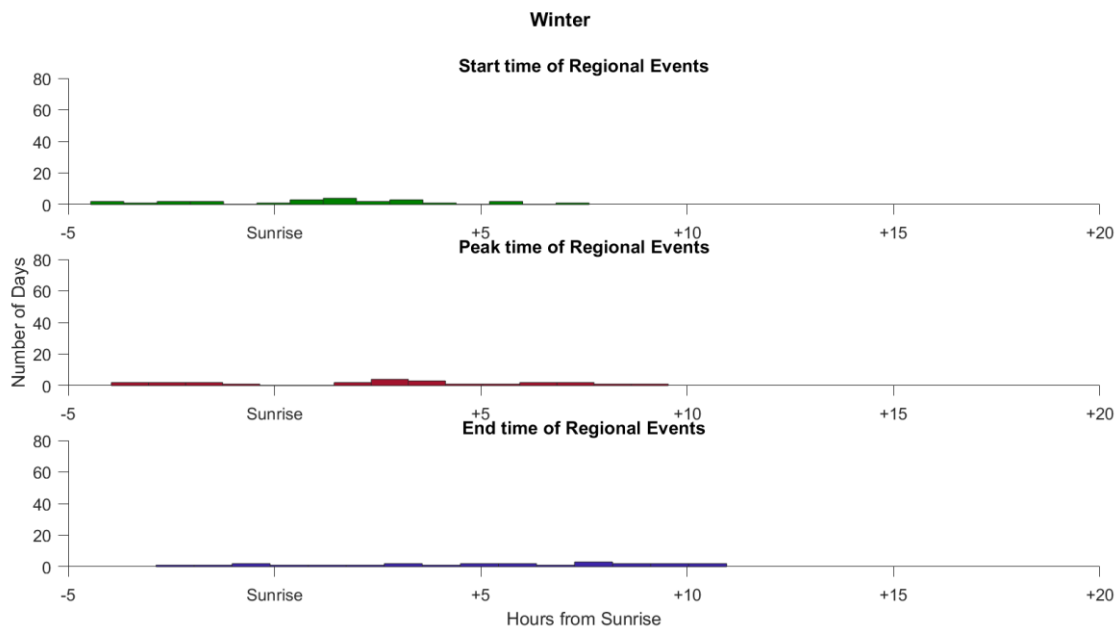 Winter
Start time of Regional Events
80
60
40
20
0
-5 Sunrise +5 +10 +15 +20
Peak time of Regional Events
Number of Days
80
60
40
20
0
-5 Sunrise +5 +10 +15 +20
End time of Regional Events
80
60
40
20
0
-5 Sunrise +5 +10 +15 +20
Hours from Sunrise